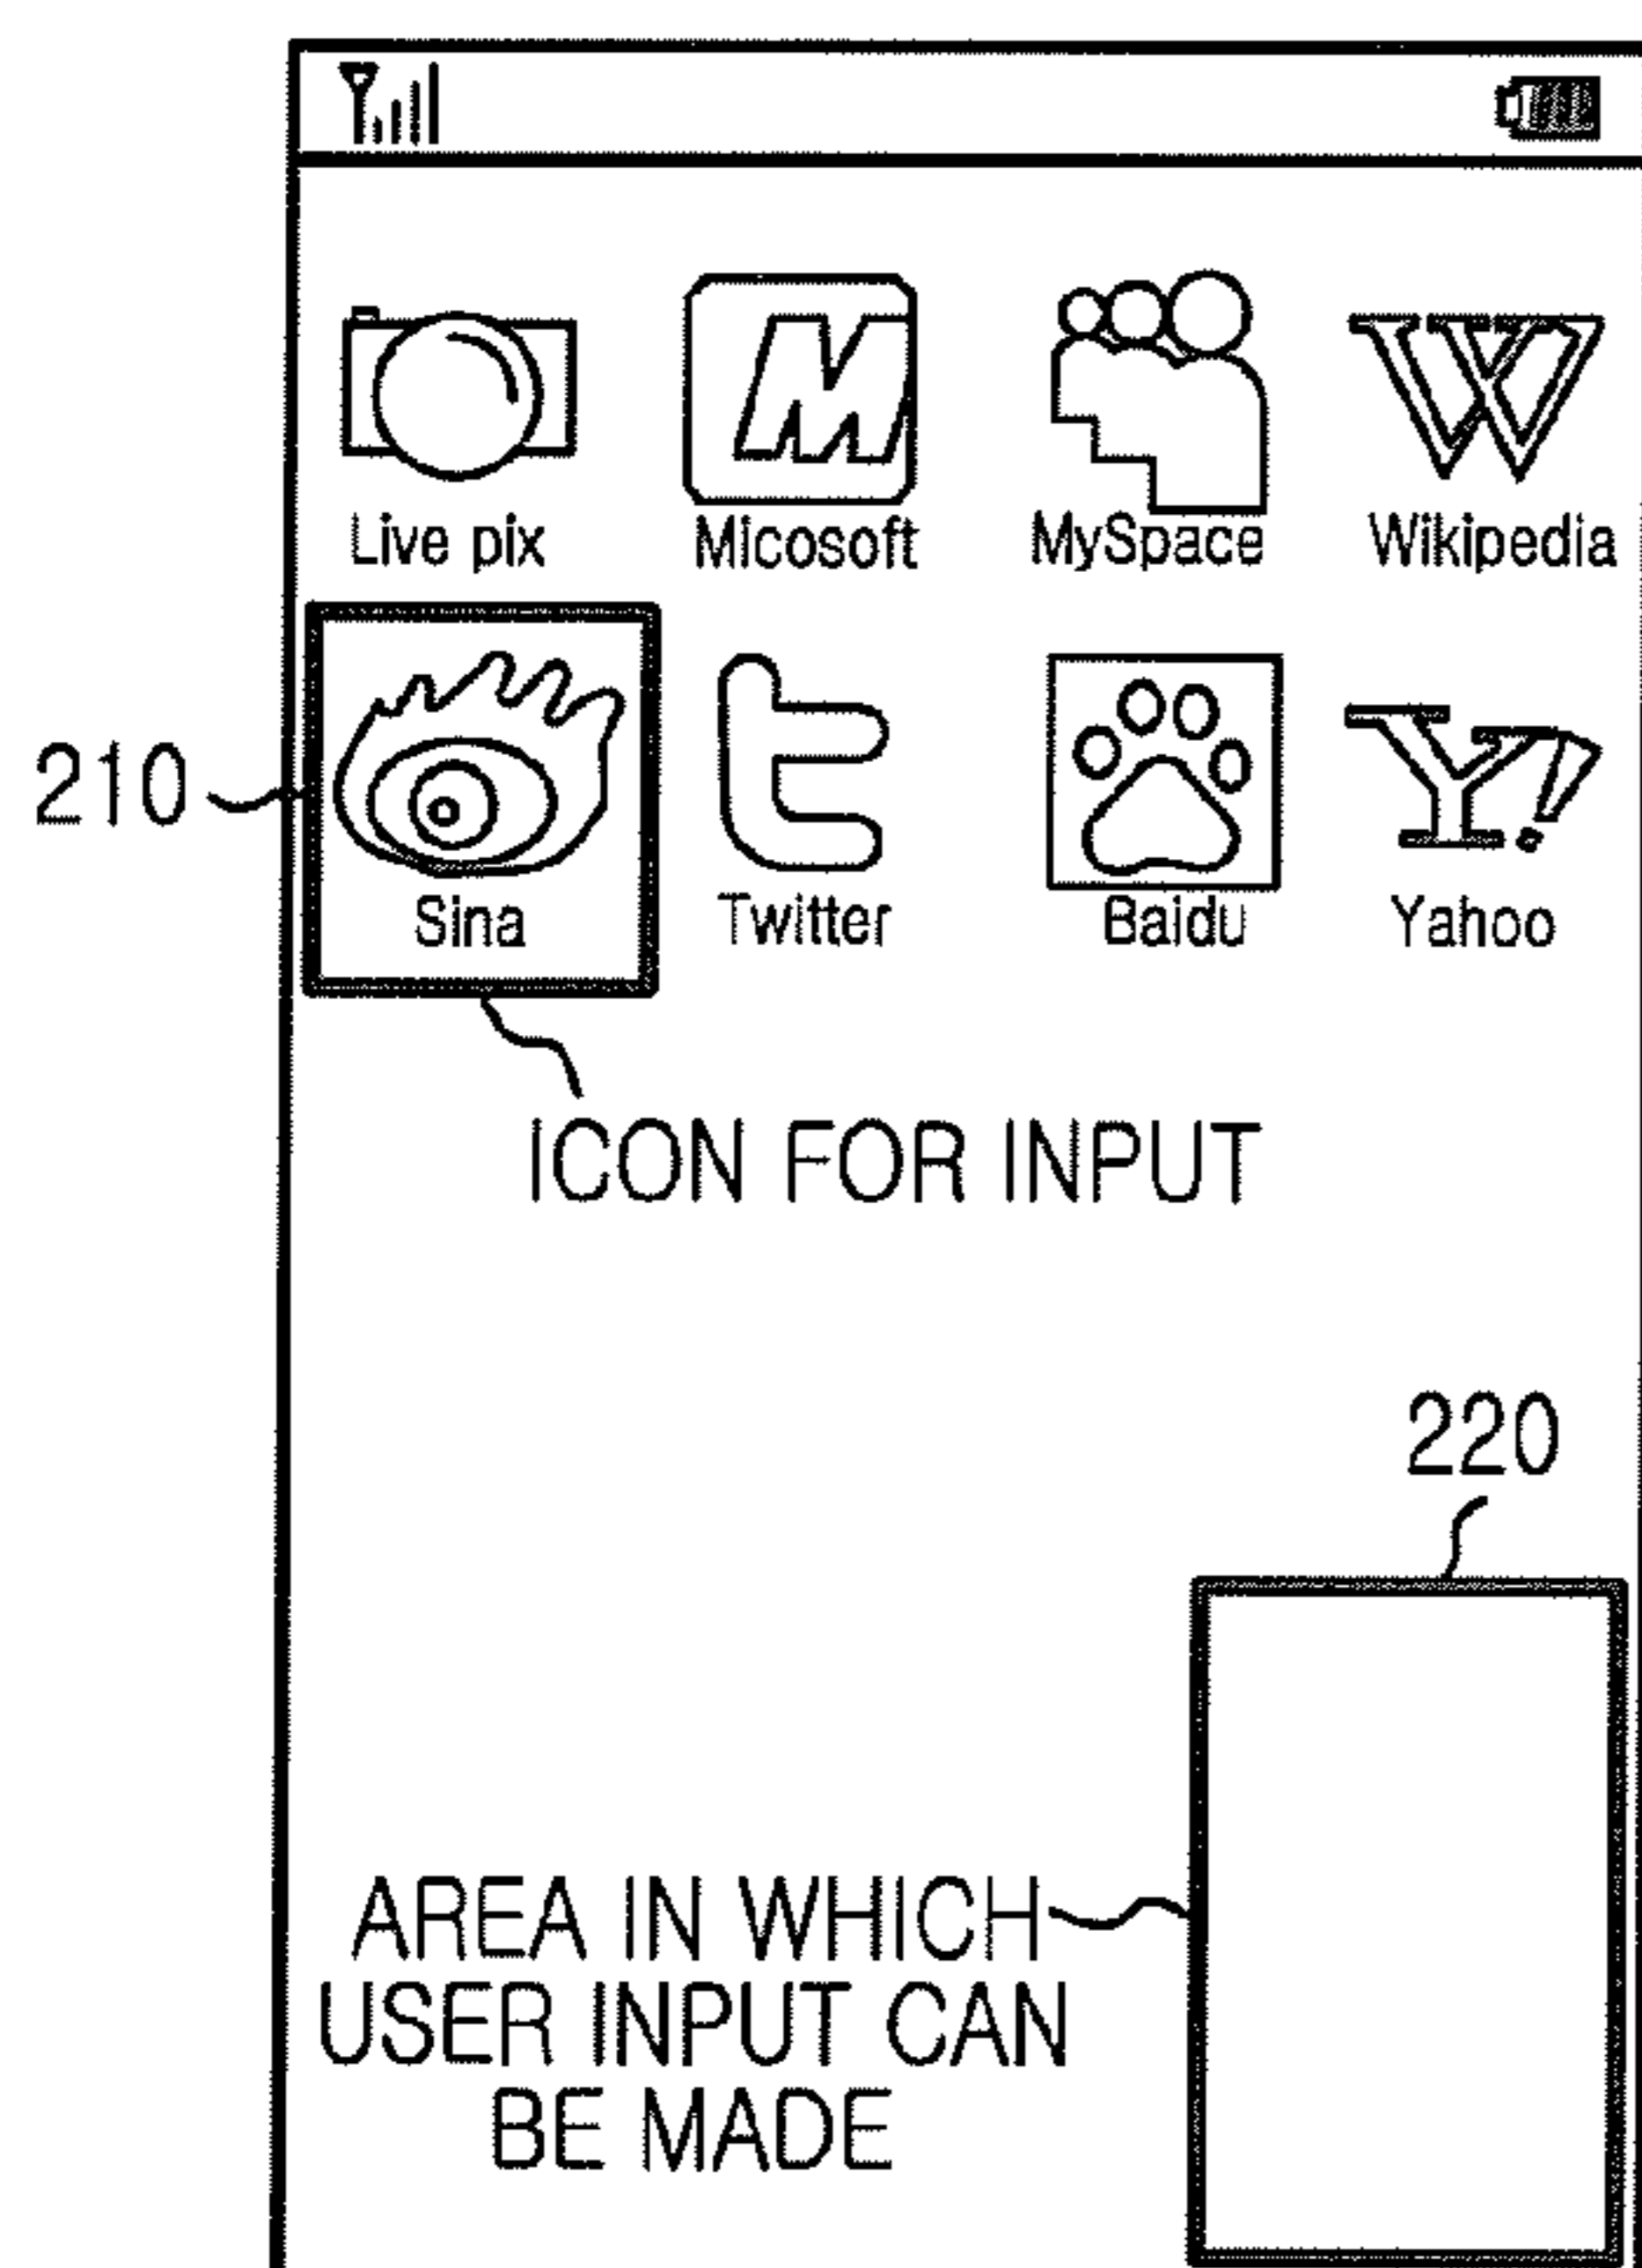 Live pix Micosoft MySpace Wikipedia
210
Sina Twitter Baidu Yahoo
ICON FOR INPUT
220
AREA IN WHICH
USER INPUT CAN
BE MADE